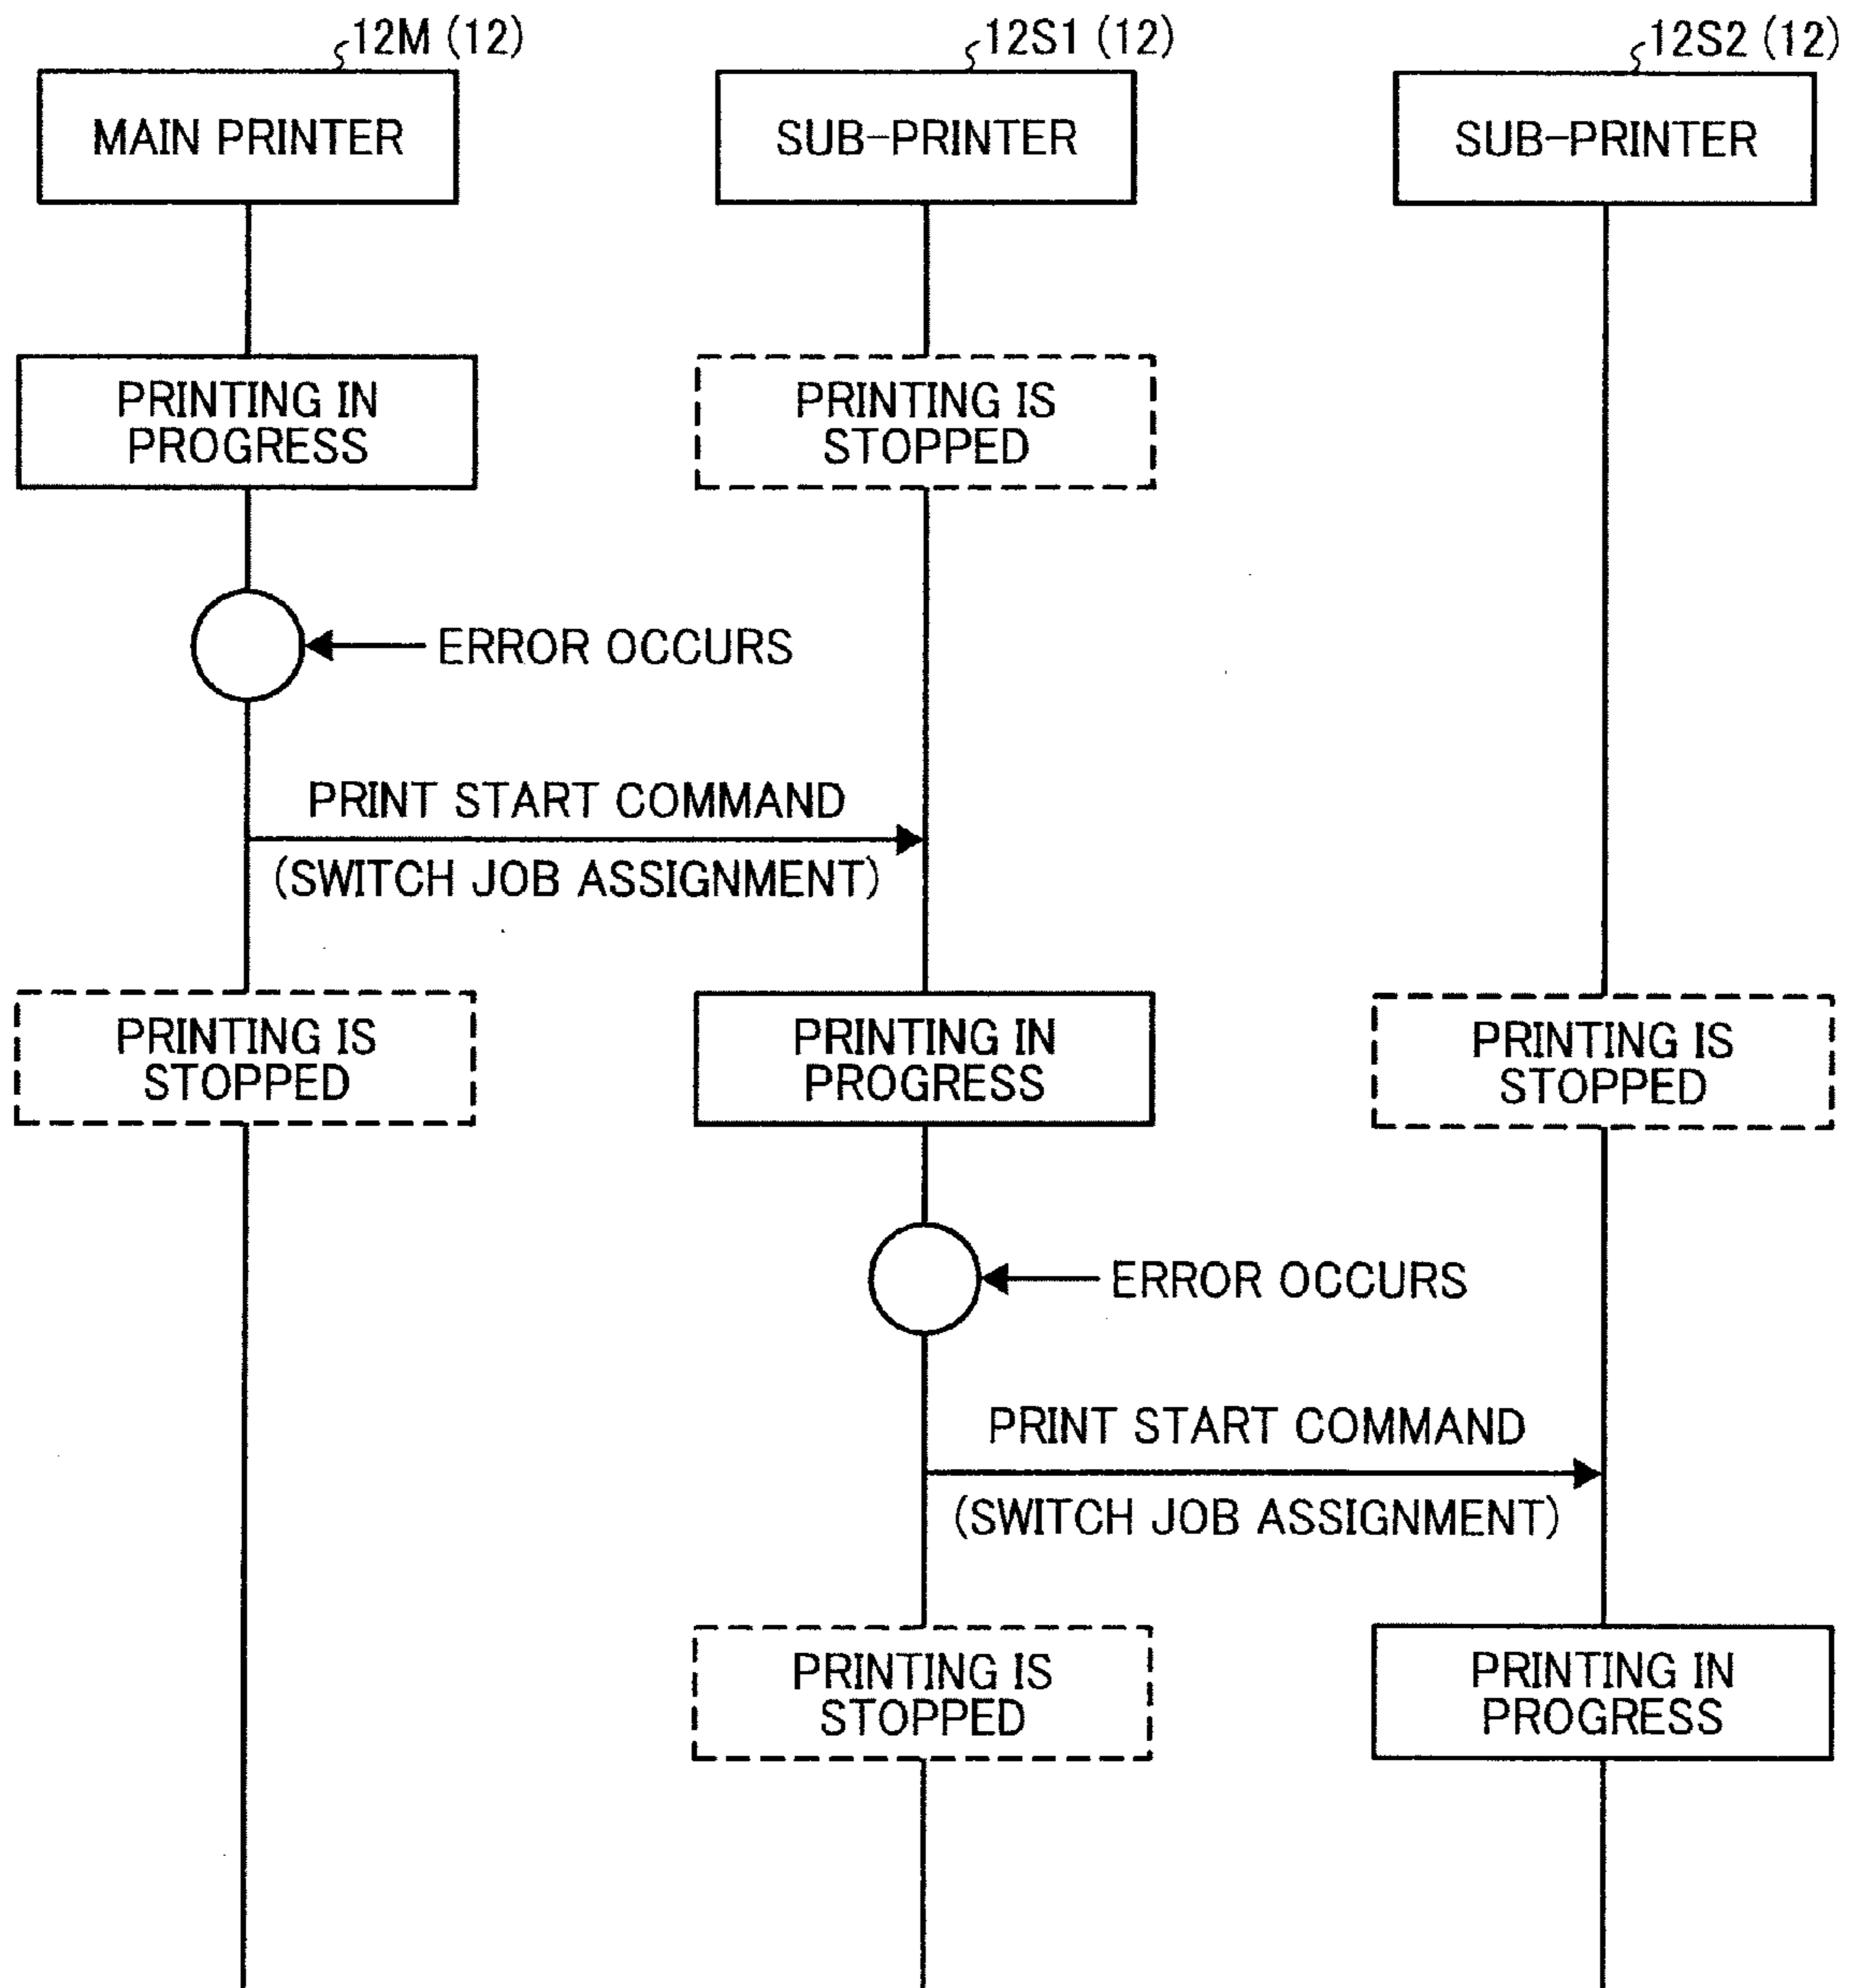 12M (12)
12S1 (12)
12S2 (12)
MAIN PRINTER
SUB-PRINTER
SUB-PRINTER
PRINTING IN
PROGRESS
PRINTING IS
STOPPED
ERROR OCCURS
PRINT START COMMAND
(SWITCH JOB ASSIGNMENT)
PRINTING IS
STOPPED
PRINTING IN
PROGRESS
PRINTING IS
STOPPED
ERROR OCCURS
PRINT START COMMAND
(SWITCH JOB ASSIGNMENT)
PRINTING IS
STOPPED
PRINTING IN
PROGRESS